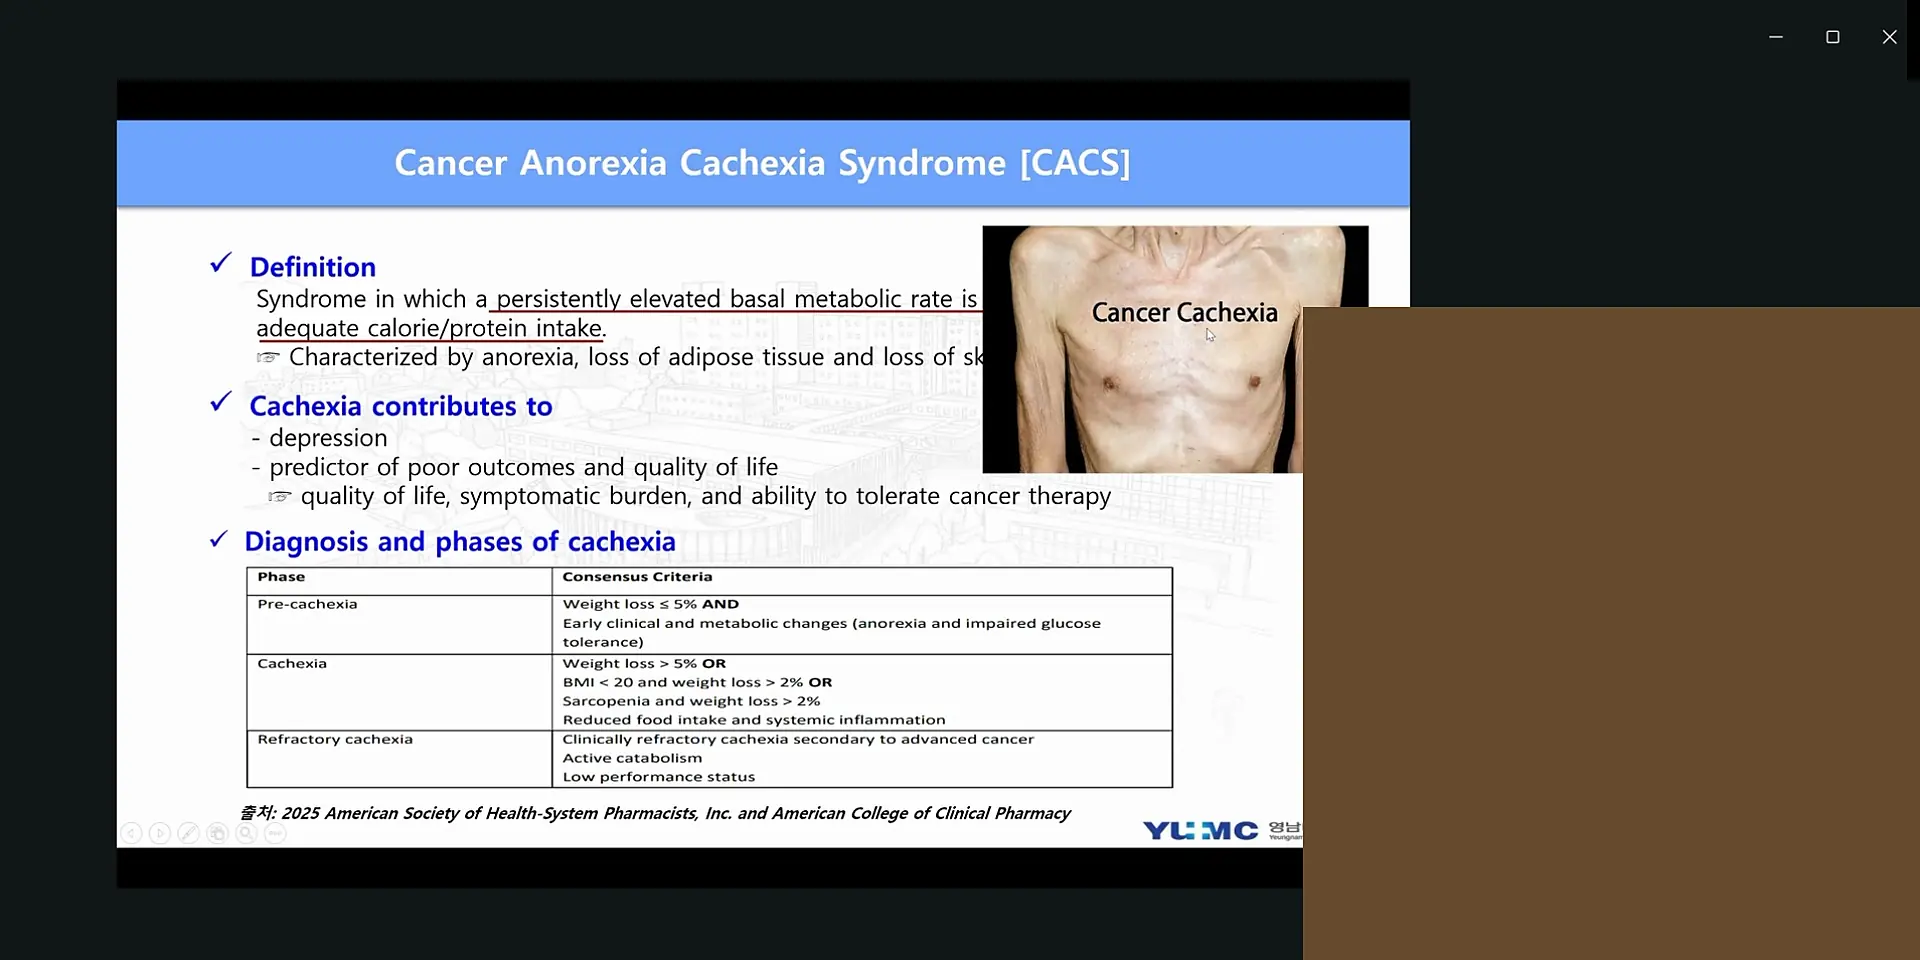 Cancer Anorexia Cachexia Syndrome [CACS]
✓ Definition
Syndrome in which a persistently elevated basal metabolic rate is
adequate calorie/protein intake.
☞ Characterized by anorexia, loss of adipose tissue and loss of
Cancer Cachexia
✓ Cachexia contributes to
- depression
- predictor of poor outcomes and quality of life
☞ quality of life, symptomatic burden, and ability to tolerate cancer therapy
✓ Diagnosis and phases of cachexia
Phase Consensus Criteria
Pre-cachexia Weight loss ≤ 5% AND
Early clinical and metabolic changes (anorexia and impaired glucose
tolerance)
Cachexia Weight loss > 5% OR
BMI < 20 and weight loss > 2% OR
Sarcopenia and weight loss > 2%
Reduced food intake and systemic inflammation
Refractory cachexia Clinically refractory cachexia secondary to advanced cancer
Active catabolism
Low performance status
출처: 2025 American Society of Health-System Pharmacists, Inc. and American College of Clinical Pharmacy
YUMC